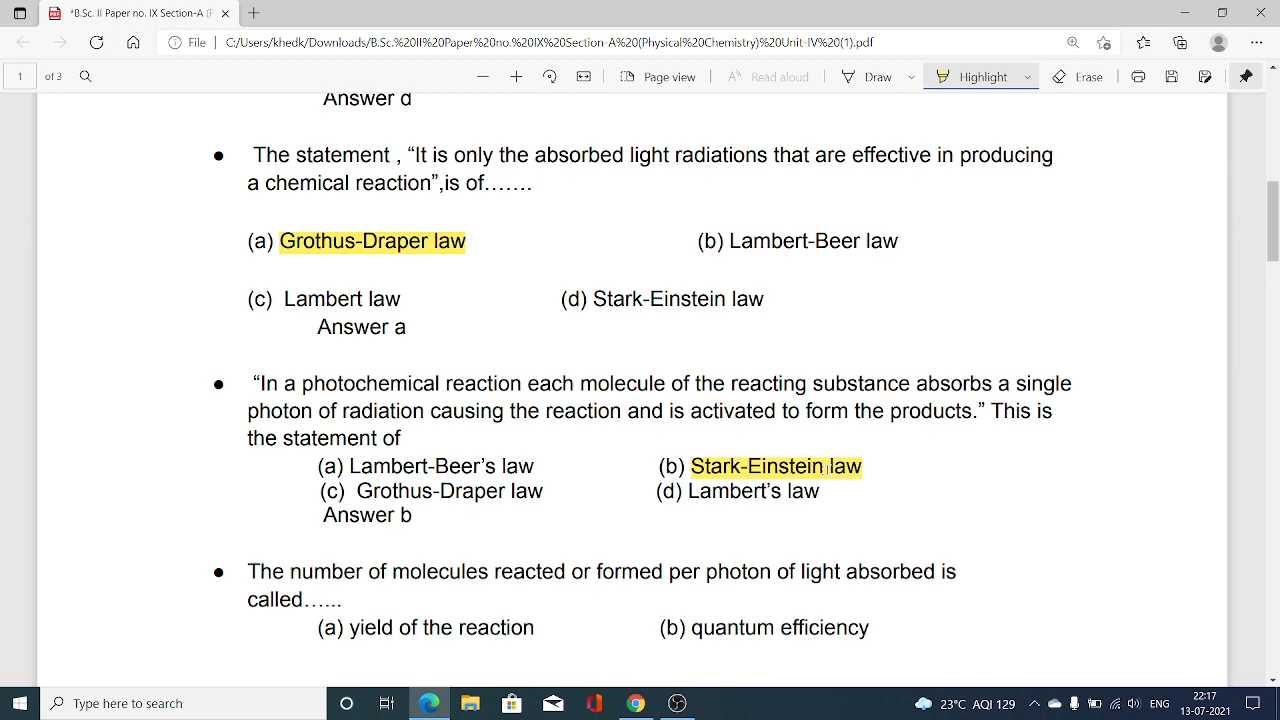 *B.Sc. II Paper no. IX Section-A (F
File | C:/Users/khedk/Downloads/B.Sc.%20II%20Paper%20no.%20IX%20Section-A%20(Physical%20Chemistry)%20Unit-IV%20(1).pdf
1 of 3 Page view Read aloud Draw Highlight Erase
Answer d
● The statement , “It is only the absorbed light radiations that are effective in producing
a chemical reaction”,is of…….
(a) Grothus-Draper law (b) Lambert-Beer law
(c) Lambert law (d) Stark-Einstein law
Answer a
● “In a photochemical reaction each molecule of the reacting substance absorbs a single
photon of radiation causing the reaction and is activated to form the products.” This is
the statement of
(a) Lambert-Beer’s law (b) Stark-Einstein law
(c) Grothus-Draper law (d) Lambert’s law
Answer b
● The number of molecules reacted or formed per photon of light absorbed is
called…...
(a) yield of the reaction (b) quantum efficiency
Type here to search 23°C AQI 129 ENG 22:17
13-07-2021